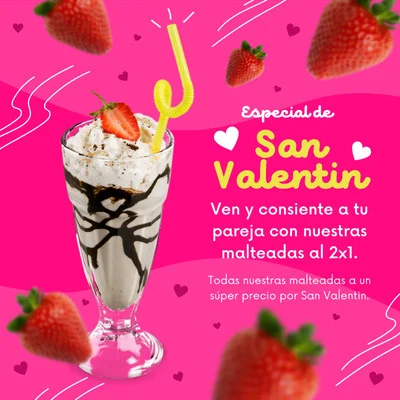 Especial de
San
Valentin
Ven y consiente a tu
pareja con nuestras
malteadas al 2x1.
Todas nuestras malteadas a un
súper precio por San Valentin.